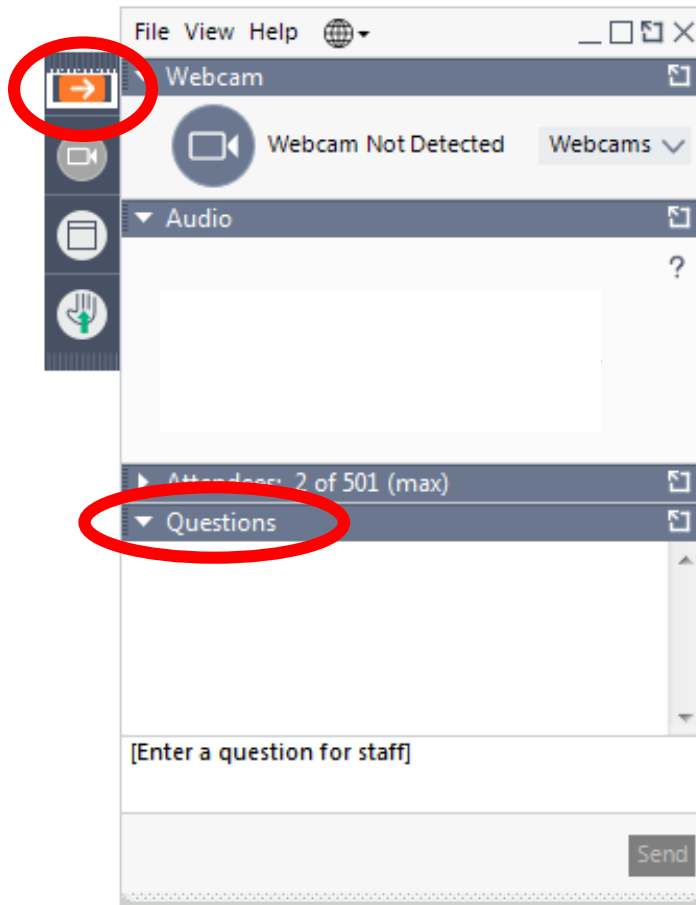 File View Help
Webcam
Webcam Not Detected Webcams
Audio
?
Attendees: 2 of 501 (max)
Questions
[Enter a question for staff]
Send